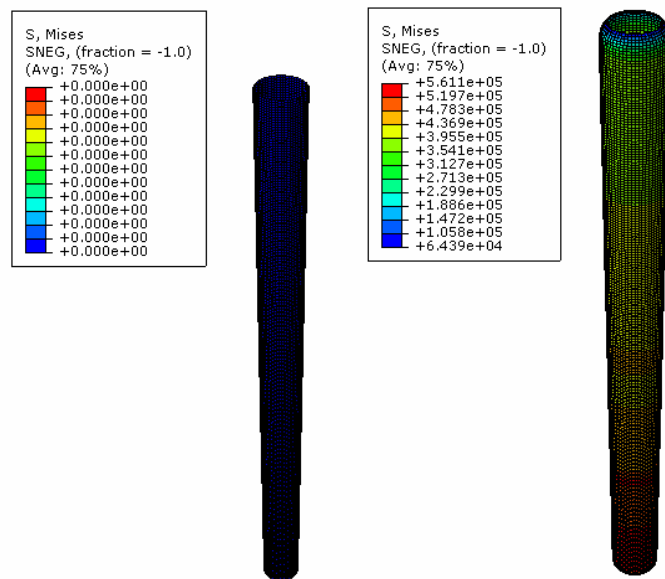 S, Mises
SNEG, (fraction = -1.0)
(Avg: 75%)
+0.000e+00
+0.000e+00
+0.000e+00
+0.000e+00
+0.000e+00
+0.000e+00
+0.000e+00
+0.000e+00
+0.000e+00
+0.000e+00
+0.000e+00
+0.000e+00
+0.000e+00
S, Mises
SNEG, (fraction = -1.0)
(Avg: 75%)
+5.611e+05
+5.197e+05
+4.783e+05
+4.369e+05
+3.955e+05
+3.541e+05
+3.127e+05
+2.713e+05
+2.299e+05
+1.886e+05
+1.472e+05
+1.058e+05
+6.439e+04